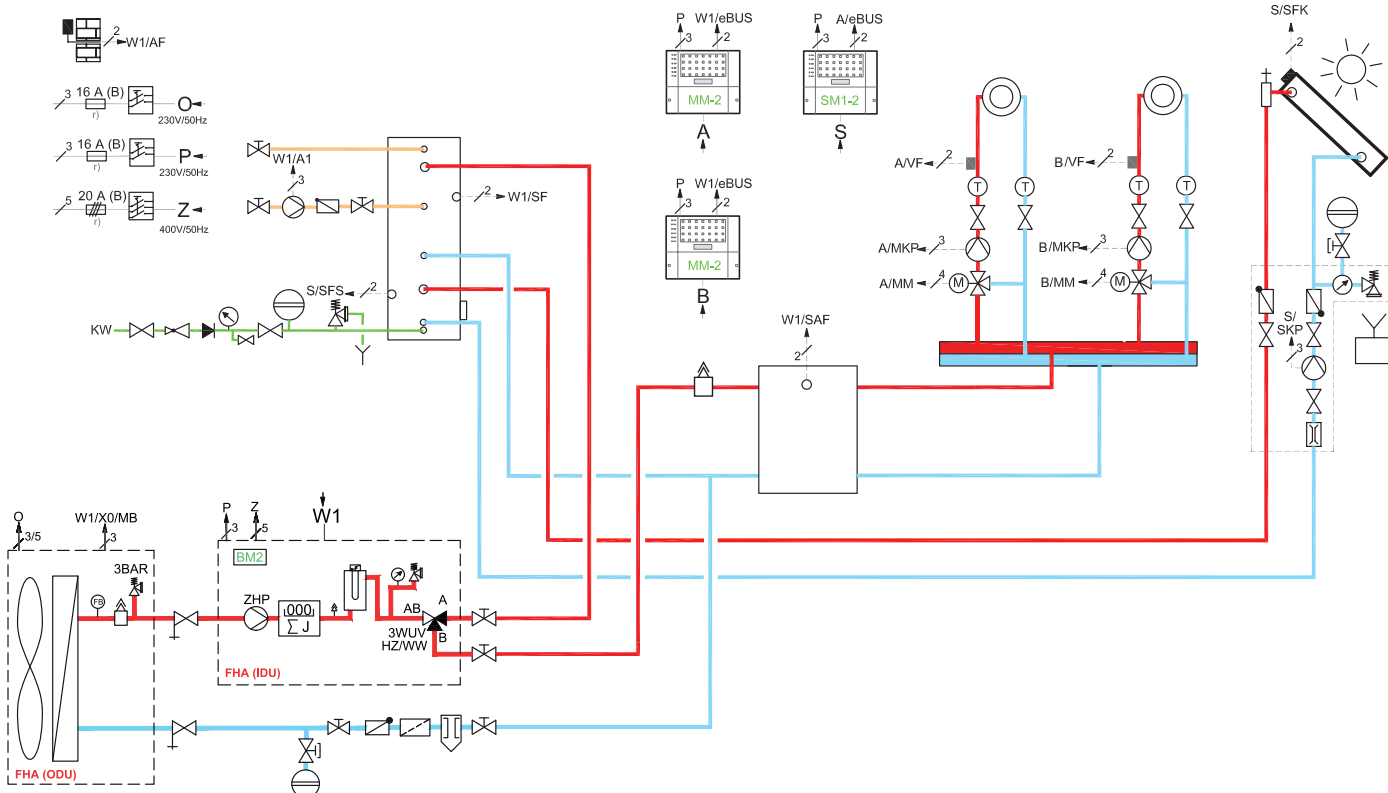 2
W1/AF
3
16 A (B)
r)
O
230V/50Hz
3
16 A (B)
r)
P
230V/50Hz
5
20 A (B)
r)
Z
400V/50Hz
P
3
W1/eBUS
2
MM-2
A
P
3
A/eBUS
2
SM1-2
S
P
3
W1/eBUS
2
MM-2
B
S/SFK
2
A/VF
2
T
T
A/MKP
3
A/MM
4
M
B/VF
2
T
T
B/MKP
3
B/MM
4
M
S/
SKP
3
W1/A1
3
2
W1/SF
S/SFS
2
KW
W1/SAF
2
O
3/5
W1/X0/MB
3
3BAR
FB
FHA (ODU)
P
3
Z
5
W1
BM2
ZHP
000
Σ J
AB
A
B
3WUV
HZ/WW
FHA (IDU)